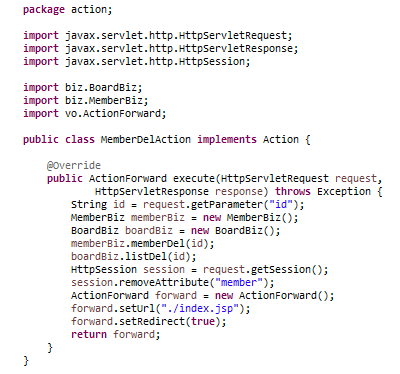 package action;
import javax.servlet.http.HttpServletRequest;
import javax.servlet.http.HttpServletResponse;
import javax.servlet.http.HttpSession;
import biz.BoardBiz;
import biz.MemberBiz;
import vo.ActionForward;
public class MemberDelAction implements Action {
@Override
public ActionForward execute(HttpServletRequest request,
HttpServletResponse response) throws Exception {
String id = request.getParameter("id");
MemberBiz memberBiz = new MemberBiz();
BoardBiz boardBiz = new BoardBiz();
memberBiz.memberDel(id);
boardBiz.listDel(id);
HttpSession session = request.getSession();
session.removeAttribute("member");
ActionForward forward = new ActionForward();
forward.setUrl("./index.jsp");
forward.setRedirect(true);
return forward;
}
}